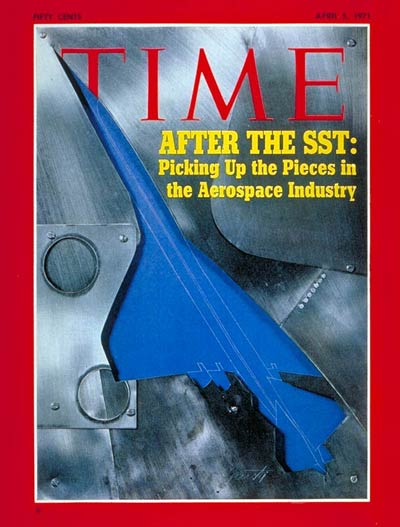 FIFTY CENTS APRIL 5, 1971
TIME
AFTER THE SST:
Picking Up the Pieces in
the Aerospace Industry